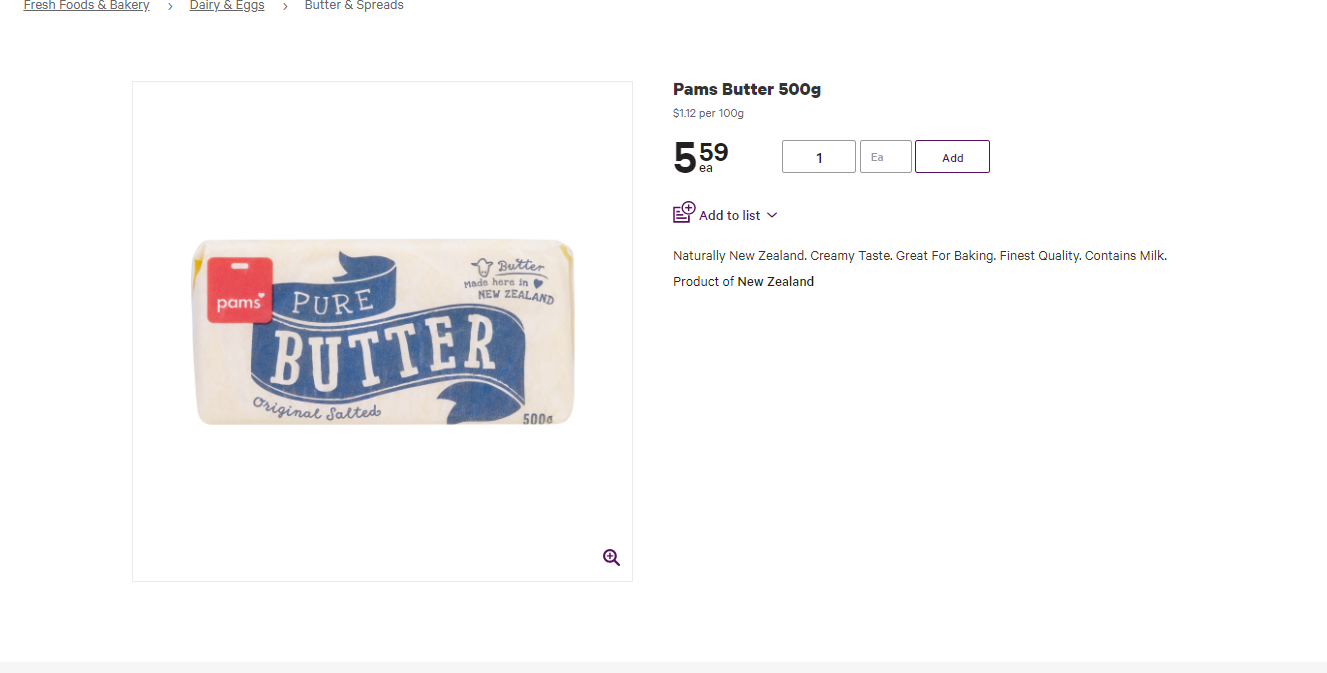 Fresh Foods & Bakery > Dairy & Eggs > Butter & Spreads
Pams Butter 500g
$1.12 per 100g
5 59
ea
1
Ea
Add
Add to list
Naturally New Zealand. Creamy Taste. Great For Baking. Finest Quality. Contains Milk.
Product of New Zealand
pams
PURE
BUTTER
Original Salted
Butter
Made here in
NEW ZEALAND
500g